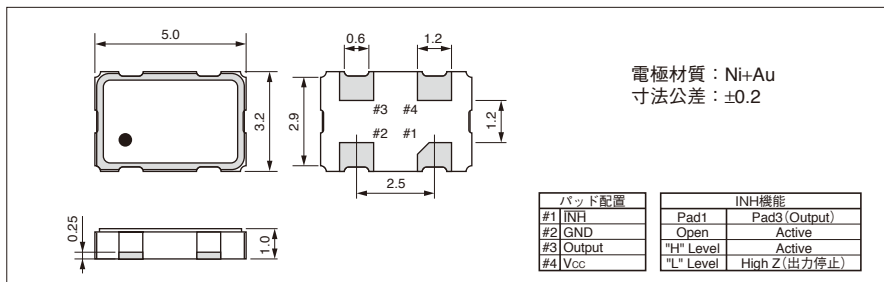 5.0
3.2
0.25
1.0
0.6
1.2
2.9
#3 #4
#2 #1
1.2
2.5
電極材質：Ni+Au
寸法公差：±0.2
パッド配置
#1 INH
#2 GND
#3 Output
#4 Vcc
INH機能
Pad1 Pad3(Output)
Open Active
"H" Level Active
"L" Level High Z(出力停止)